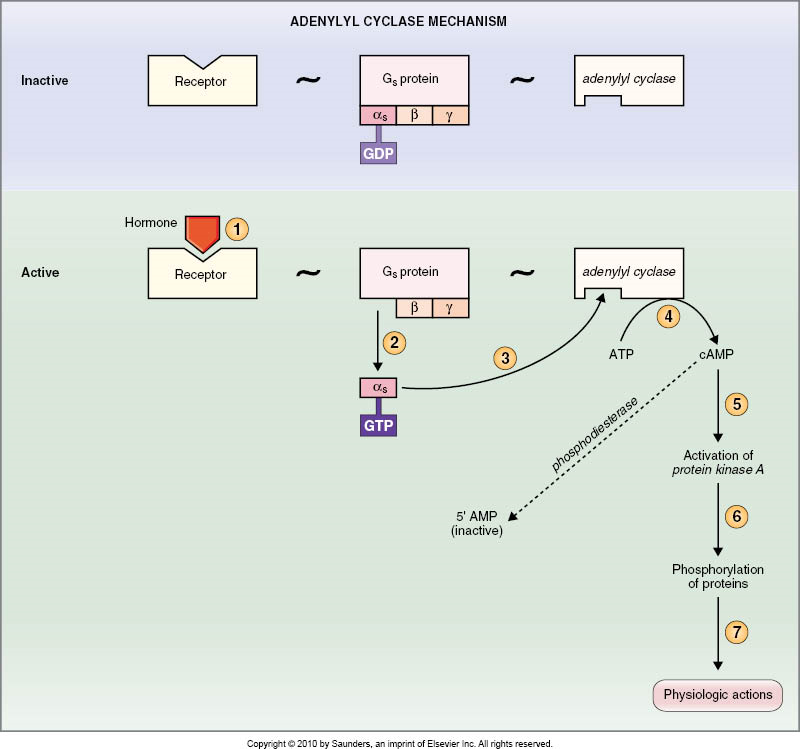 ADENYLYL CYCLASE MECHANISM
Inactive
Receptor
~
Gs protein
~
adenylyl cyclase
αs
β
γ
GDP
Hormone
1
Active
Receptor
~
Gs protein
~
adenylyl cyclase
β
γ
2
3
4
ATP
cAMP
αs
GTP
phosphodiesterase
5
Activation of
protein kinase A
5' AMP
(inactive)
6
Phosphorylation
of proteins
7
Physiologic actions
Copyright © 2010 by Saunders, an imprint of Elsevier Inc. All rights reserved.